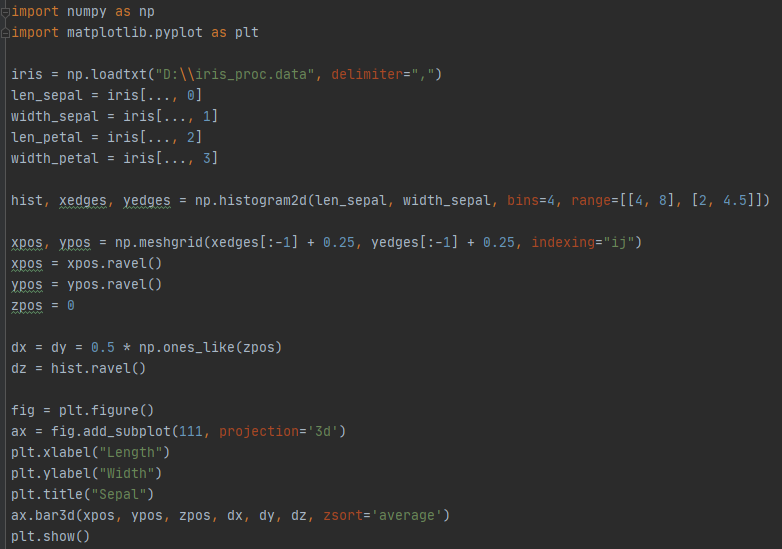 import numpy as np
import matplotlib.pyplot as plt
iris = np.loadtxt("D:\\iris_proc.data", delimiter=",")
len_sepal = iris[..., 0]
width_sepal = iris[..., 1]
len_petal = iris[..., 2]
width_petal = iris[..., 3]
hist, xedges, yedges = np.histogram2d(len_sepal, width_sepal, bins=4, range=[[4, 8], [2, 4.5]])
xpos, ypos = np.meshgrid(xedges[:-1] + 0.25, yedges[:-1] + 0.25, indexing="ij")
xpos = xpos.ravel()
ypos = ypos.ravel()
zpos = 0
dx = dy = 0.5 * np.ones_like(zpos)
dz = hist.ravel()
fig = plt.figure()
ax = fig.add_subplot(111, projection='3d')
plt.xlabel("Length")
plt.ylabel("Width")
plt.title("Sepal")
ax.bar3d(xpos, ypos, zpos, dx, dy, dz, zsort='average')
plt.show()